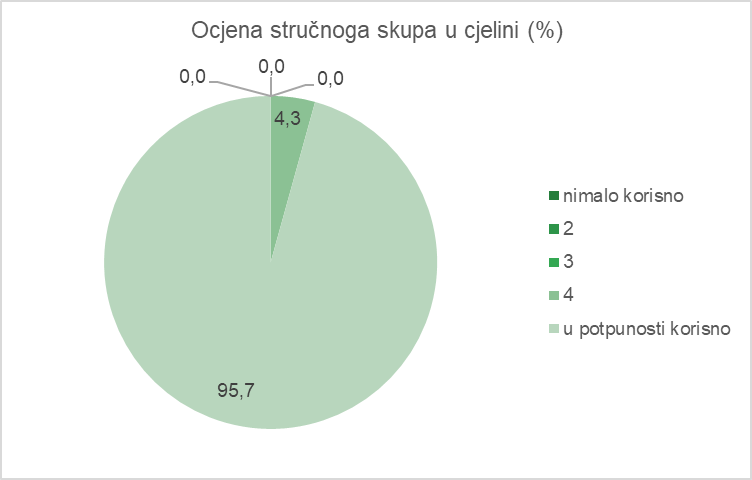 Ocjena stručnoga skupa u cjelini (%)
0,0
0,0
0,0
4,3
95,7
nimalo korisno
2
3
4
u potpunosti korisno